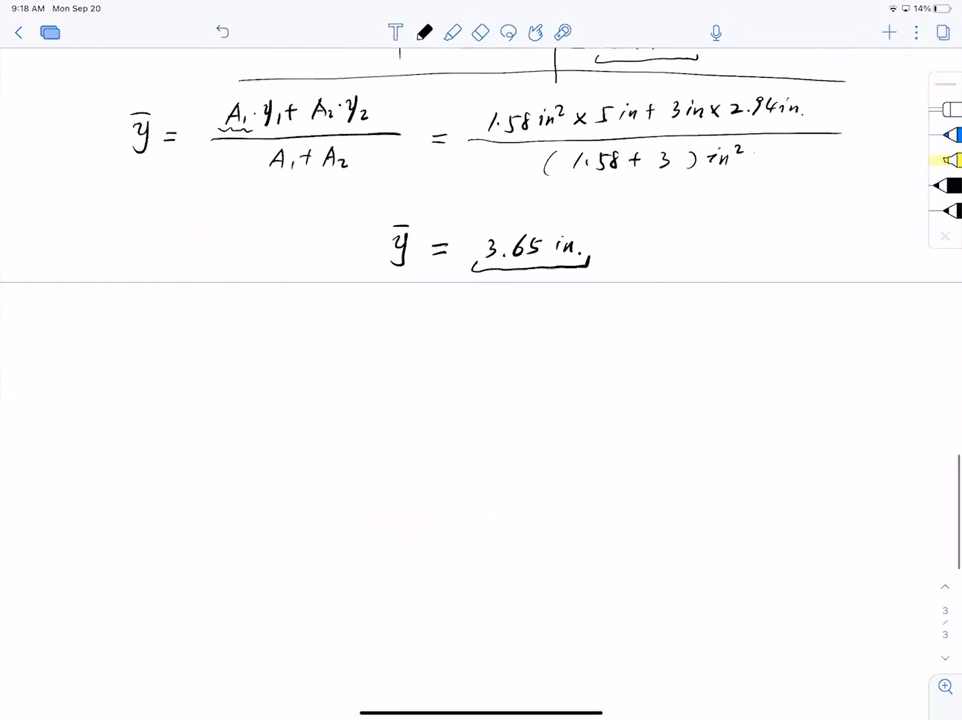 9:18 AM Mon Sep 20
14%
T
ȳ = A₁·y₁ + A₂·y₂ / A₁ + A₂ = 1.58 in² × 5 in + 3 in × 2.94 in. / (1.58 + 3) in²
ȳ = 3.65 in.
3
/
3